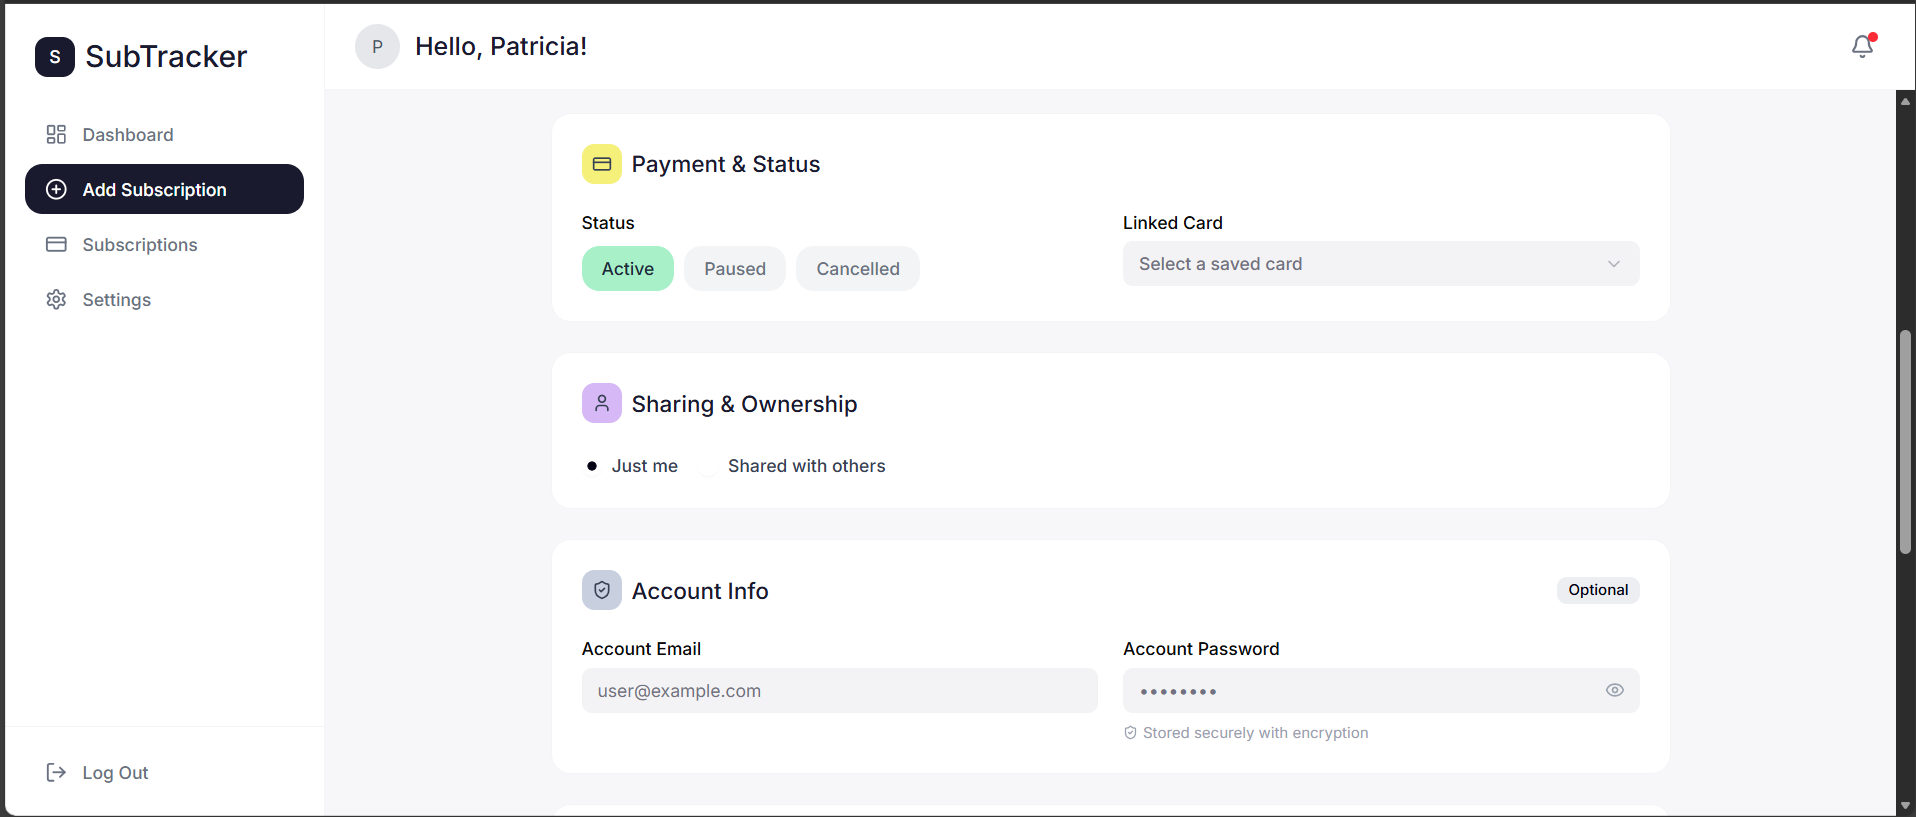 S SubTracker
Dashboard
Add Subscription
Subscriptions
Settings
Log Out
P Hello, Patricia!
Payment & Status
Status
Active Paused Cancelled
Linked Card
Select a saved card
Sharing & Ownership
Just me Shared with others
Account Info
Optional
Account Email
user@example.com
Account Password
••••••••
Stored securely with encryption